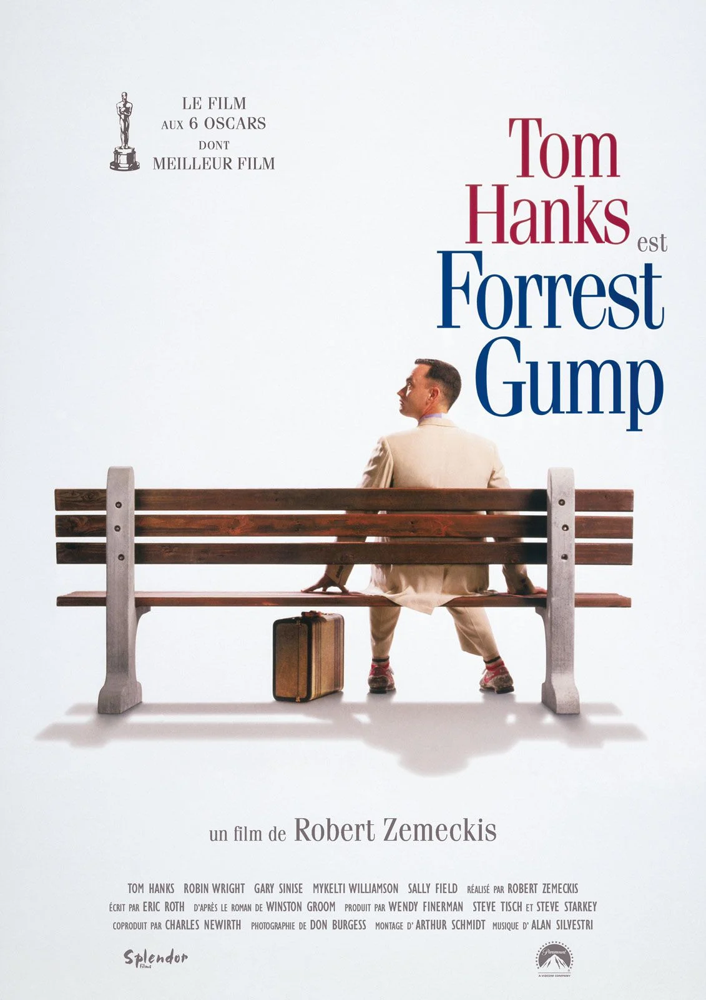 LE FILM
AUX 6 OSCARS
DONT
MEILLEUR FILM
Tom
Hanks est
Forrest
Gump
un film de Robert Zemeckis
TOM HANKS ROBIN WRIGHT GARY SINISE MYKELTI WILLIAMSON SALLY FIELD RÉALISÉ PAR ROBERT ZEMECKIS
ÉCRIT PAR ERIC ROTH D'APRÈS LE ROMAN DE WINSTON GROOM PRODUIT PAR WENDY FINERMAN STEVE TISCH ET STEVE STARKEY
COPRODUIT PAR CHARLES NEWIRTH PHOTOGRAPHIE DE DON BURGESS MONTAGE D'ARTHUR SCHMIDT MUSIQUE D'ALAN SILVESTRI
Splendor
films
Paramount
A VIACOM COMPANY